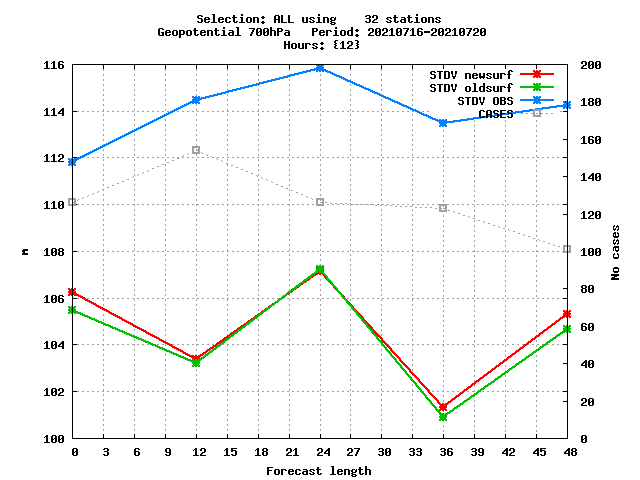 Selection: ALL using    32 stations
Geopotential 700hPa   Period: 20210716-20210720
Hours: {12}
116
114
112
110
108
106
104
102
100
m
STDV newsurf
STDV oldsurf
STDV OBS
CASES
200
180
160
140
120
100
80
60
40
20
0
No cases
0 3 6 9 12 15 18 21 24 27 30 33 36 39 42 45 48
Forecast length